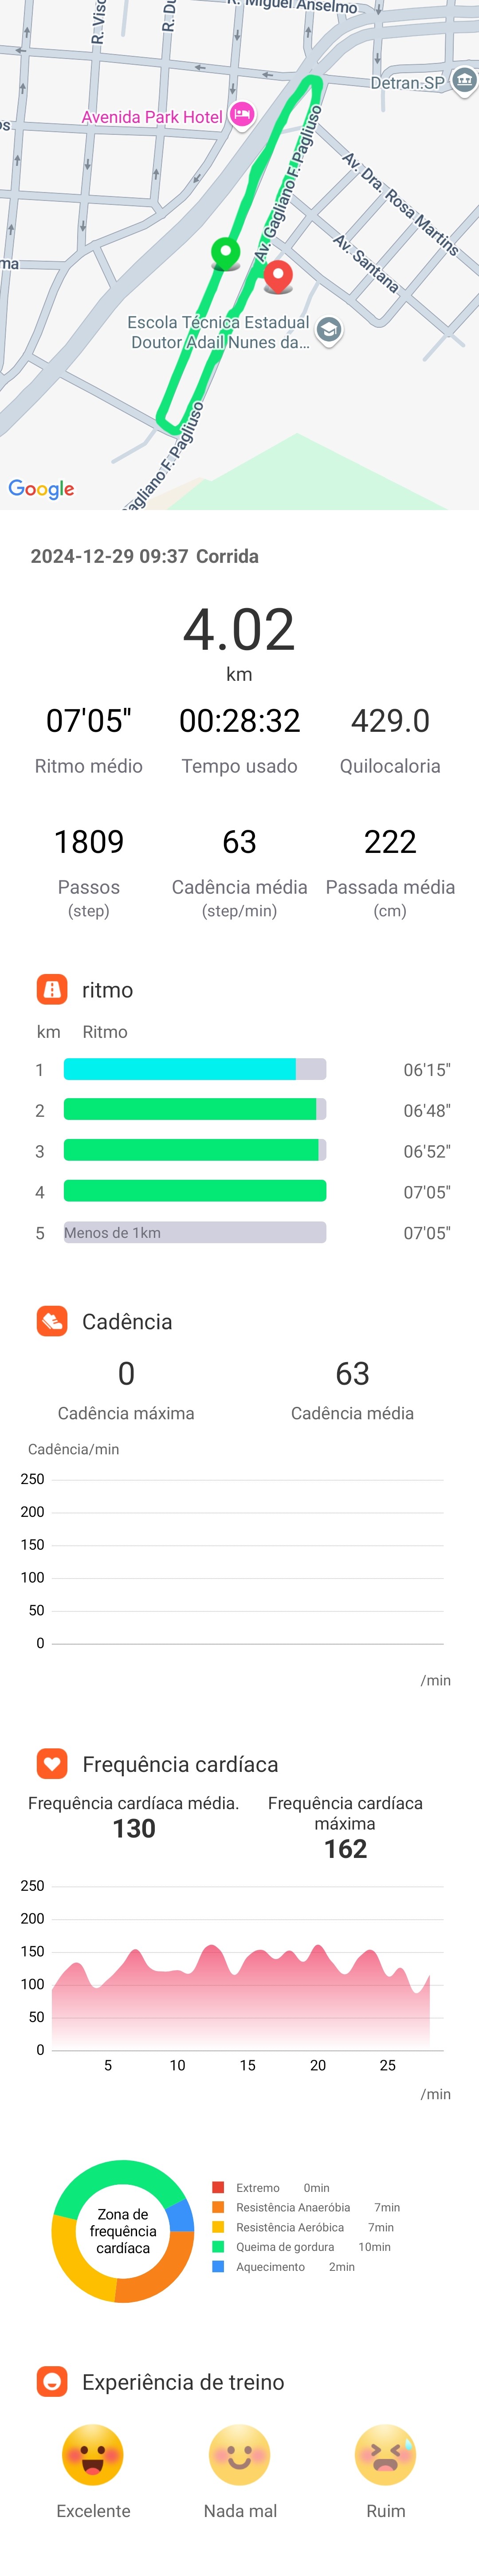 R. Miguel Anselmo
R. Visc
R. Du
Detran.SP
Avenida Park Hotel
os
Av. Gagliano F. Pagliuso
Av. Dra. Rosa Martins
Av. Santana
ma
Escola Técnica Estadual
Doutor Adail Nunes da...
agliano F. Pagliuso
Google
2024-12-29 09:37 Corrida
4.02
km
07'05" 00:28:32 429.0
Ritmo médio Tempo usado Quilocaloria
1809 63 222
Passos Cadência média Passada média
(step) (step/min) (cm)
ritmo
km Ritmo
1 06'15"
2 06'48"
3 06'52"
4 07'05"
5 Menos de 1km 07'05"
Cadência
0 63
Cadência máxima Cadência média
Cadência/min
250
200
150
100
50
0
/min
Frequência cardíaca
Frequência cardíaca média. Frequência cardíaca
máxima
130
162
250
200
150
100
50
0
5 10 15 20 25
/min
Zona de
frequência
cardíaca
Extremo 0min
Resistência Anaeróbia 7min
Resistência Aeróbica 7min
Queima de gordura 10min
Aquecimento 2min
Experiência de treino
Excelente Nada mal Ruim